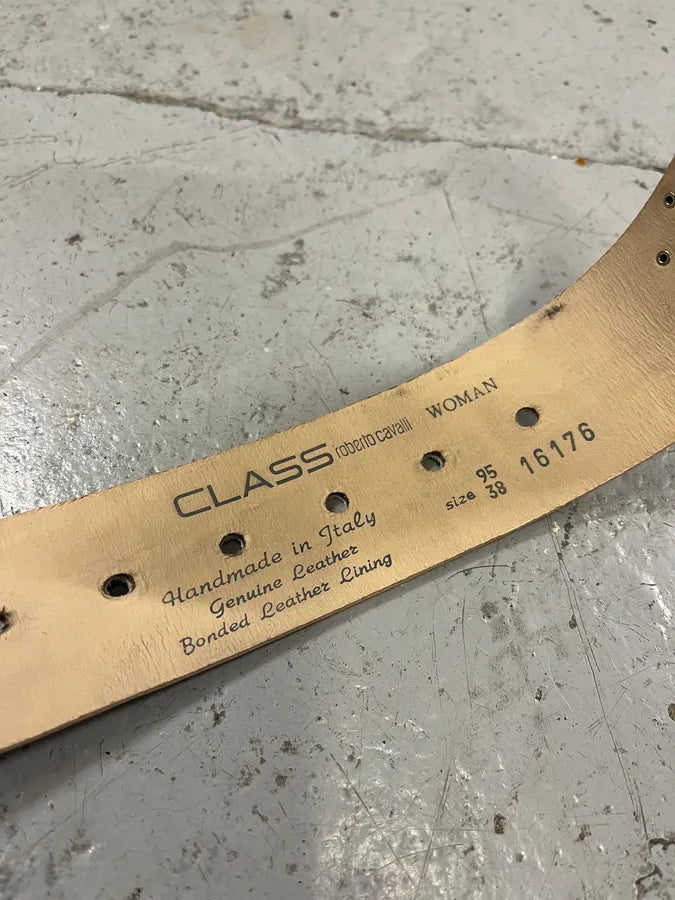 CLASS roberto cavalli WOMAN
Handmade in Italy
Genuine Leather
Bonded Leather Lining
size 95 16176
38